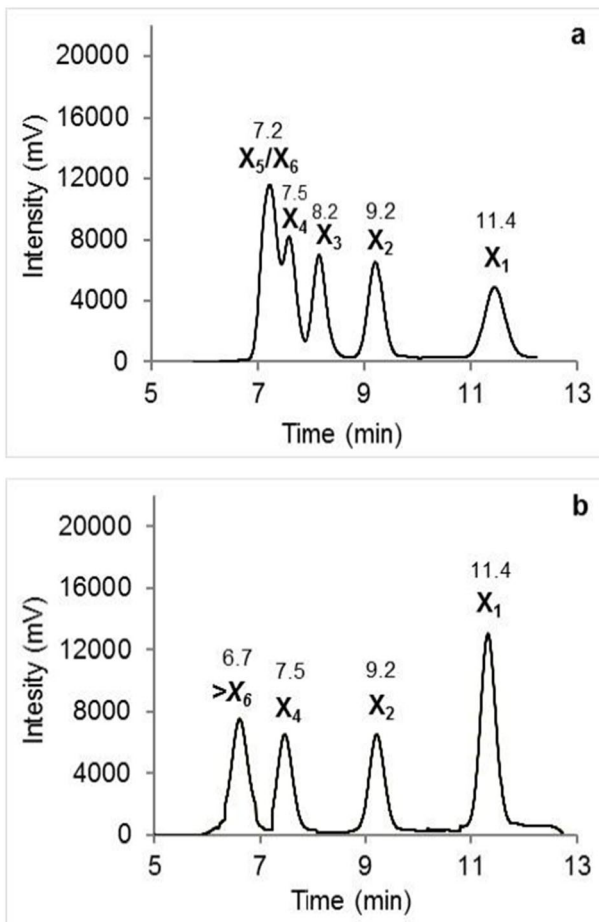 a
20000
16000
12000
8000
4000
0
Intensity (mV)
7.2
X₅/X₆
7.5
X₄
8.2
X₃
9.2
X₂
11.4
X₁
5 7 9 11 13
Time (min)
b
20000
16000
12000
8000
4000
0
Intesity (mV)
6.7
>X₆
7.5
X₄
9.2
X₂
11.4
X₁
5 7 9 11 13
Time (min)